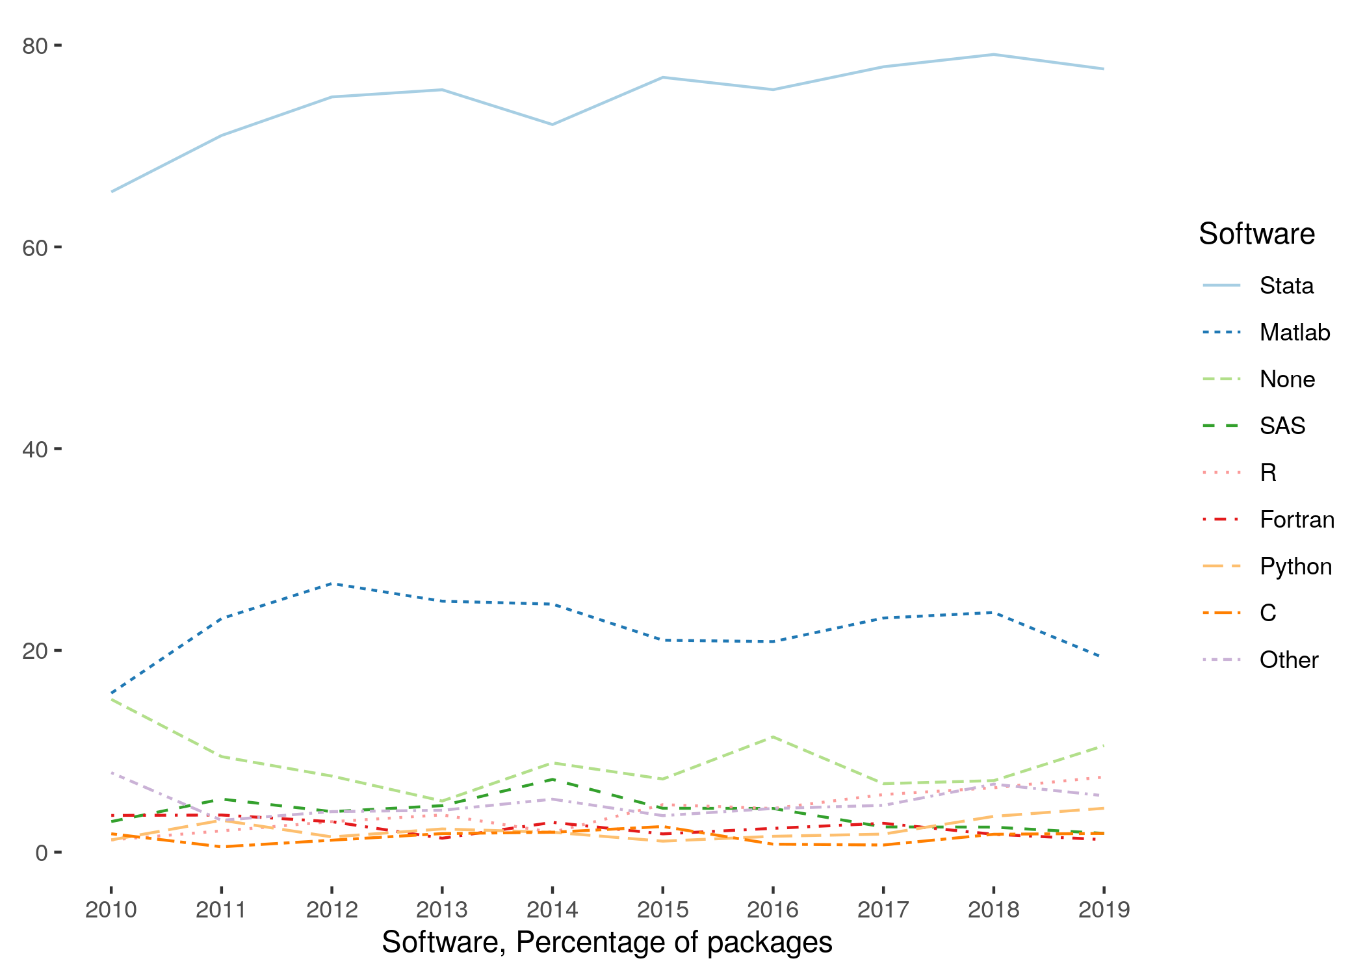 80
60
40
20
0
2010 2011 2012 2013 2014 2015 2016 2017 2018 2019
Software, Percentage of packages
Software
Stata
Matlab
None
SAS
R
Fortran
Python
C
Other